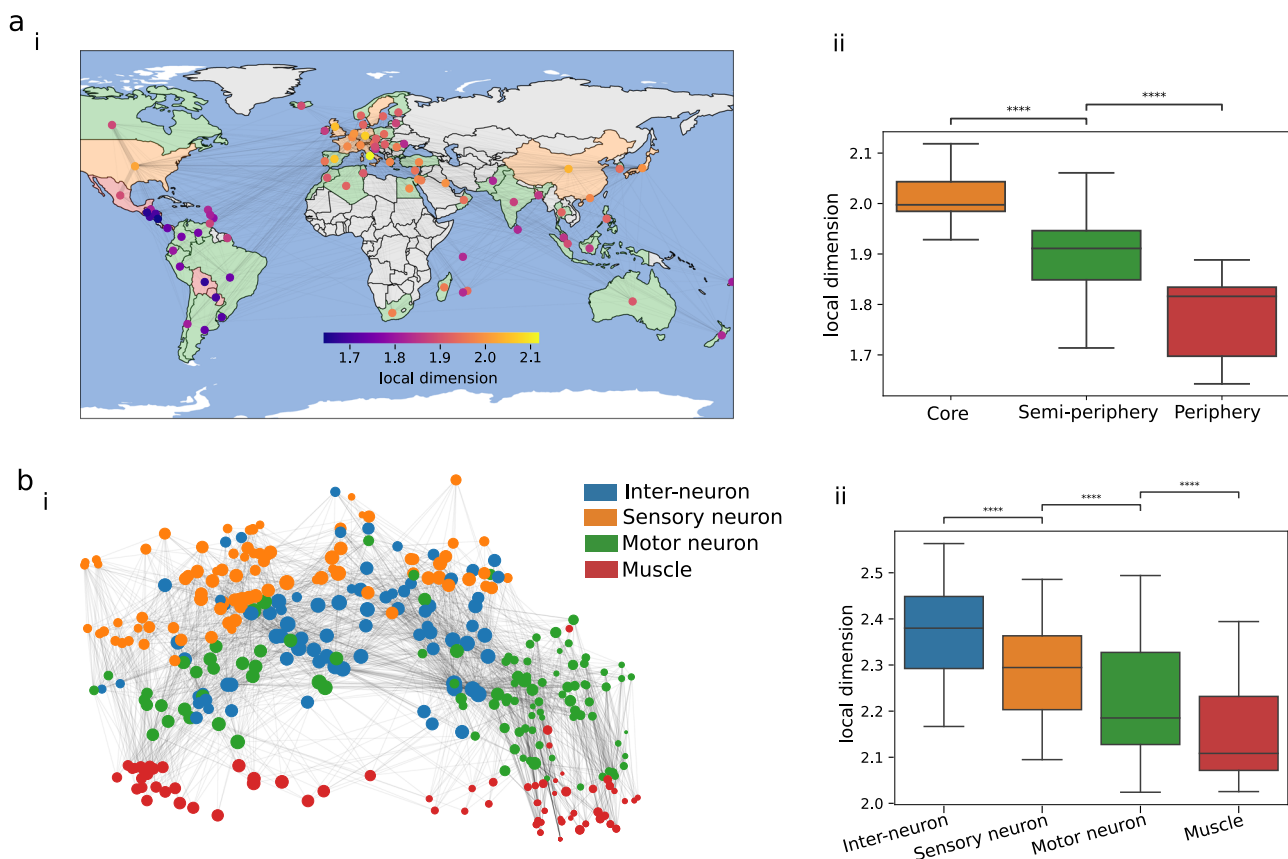 a
i
1.7 1.8 1.9 2.0 2.1
local dimension
ii
**** ****
local dimension
2.1
2.0
1.9
1.8
1.7
Core Semi-periphery Periphery
b
i
Inter-neuron
Sensory neuron
Motor neuron
Muscle
ii
**** **** ****
local dimension
2.5
2.4
2.3
2.2
2.1
2.0
Inter-neuron Sensory neuron Motor neuron Muscle